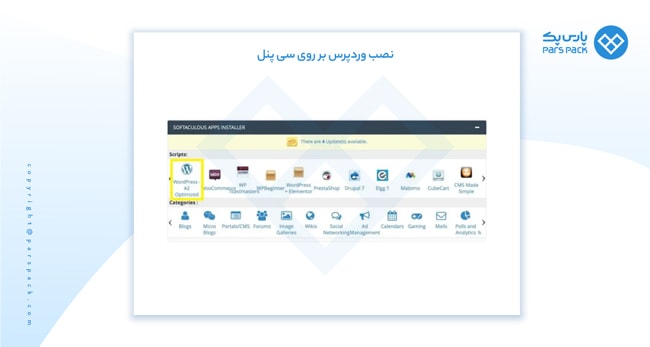 نصب وردپرس بر روی سی پنل
پارس پک
PARS PACK
SOFTACULOUS APPS INSTALLER
There are 4 Update(s) available.
Scripts:
WordPress - A2 Optimized
WooCommerce
WP Toastmasters
WPBeginner
WordPress + Elementor
PrestaShop
Drupal 7
Elgg 1
Matomo
CubeCart
CMS Made Simple
Categories :
Blogs
Micro Blogs
Portals/CMS
Forums
Image Galleries
Wikis
Social Networking
Ad Management
Calendars
Gaming
Mails
Polls and Analytics
copyright@parspack.com